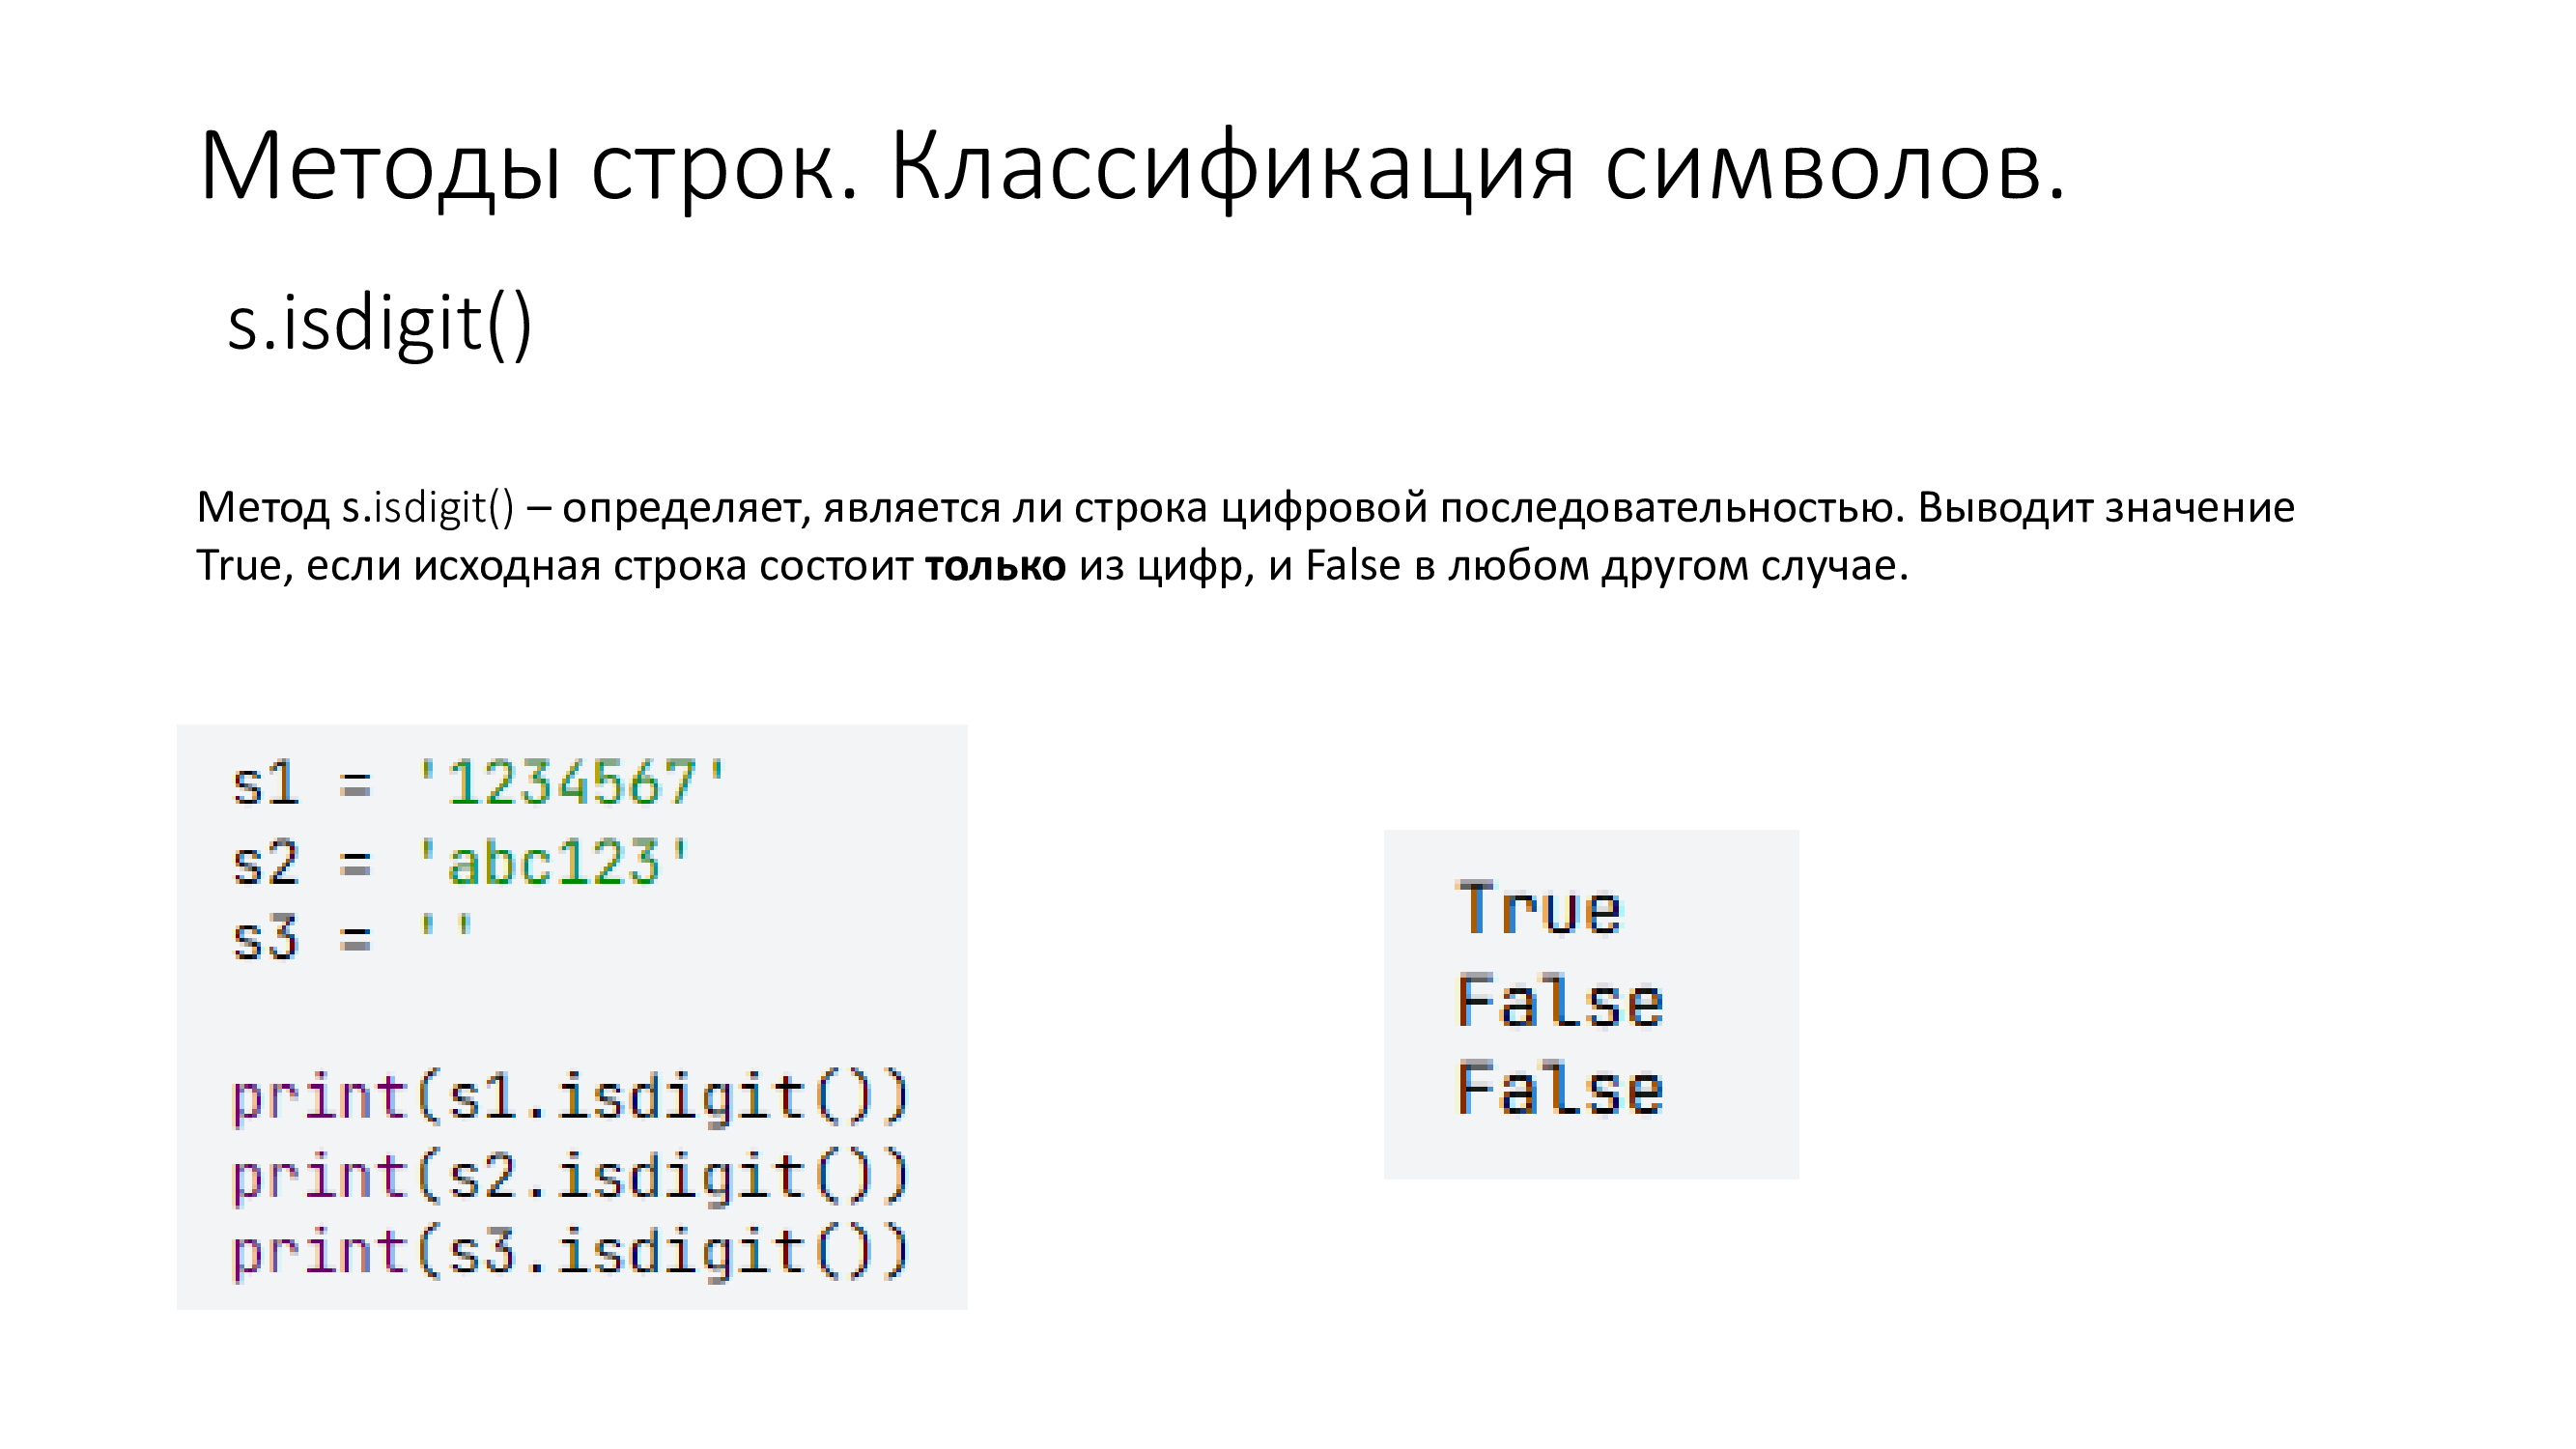 Методы строк. Классификация символов.
s.isdigit()
Метод s.isdigit() – определяет, является ли строка цифровой последовательностью. Выводит значение
True, если исходная строка состоит только из цифр, и False в любом другом случае.
s1 = '1234567'
s2 = 'abc123'
s3 = ''
print(s1.isdigit())
print(s2.isdigit())
print(s3.isdigit())
True
False
False